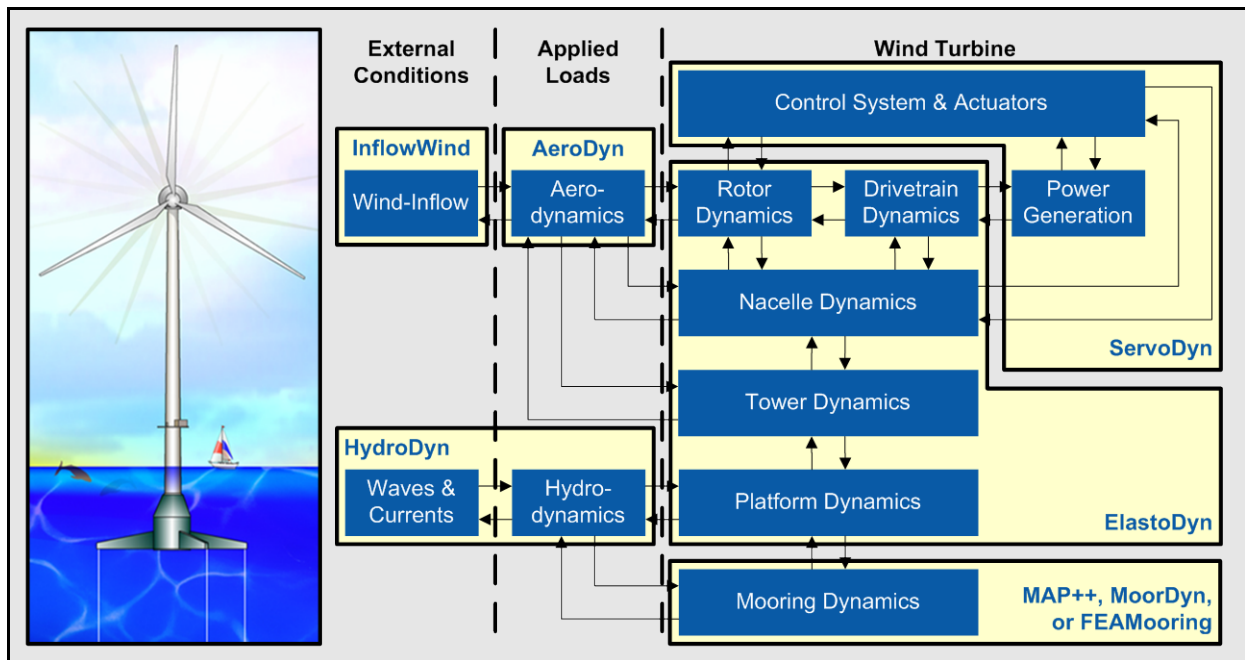 External
Conditions
Applied
Loads
Wind Turbine
Control System & Actuators
InflowWind
AeroDyn
Wind-Inflow
Aero-
dynamics
Rotor
Dynamics
Drivetrain
Dynamics
Power
Generation
Nacelle Dynamics
ServoDyn
Tower Dynamics
HydroDyn
Waves &
Currents
Hydro-
dynamics
Platform Dynamics
ElastoDyn
Mooring Dynamics
MAP++, MoorDyn,
or FEAMooring